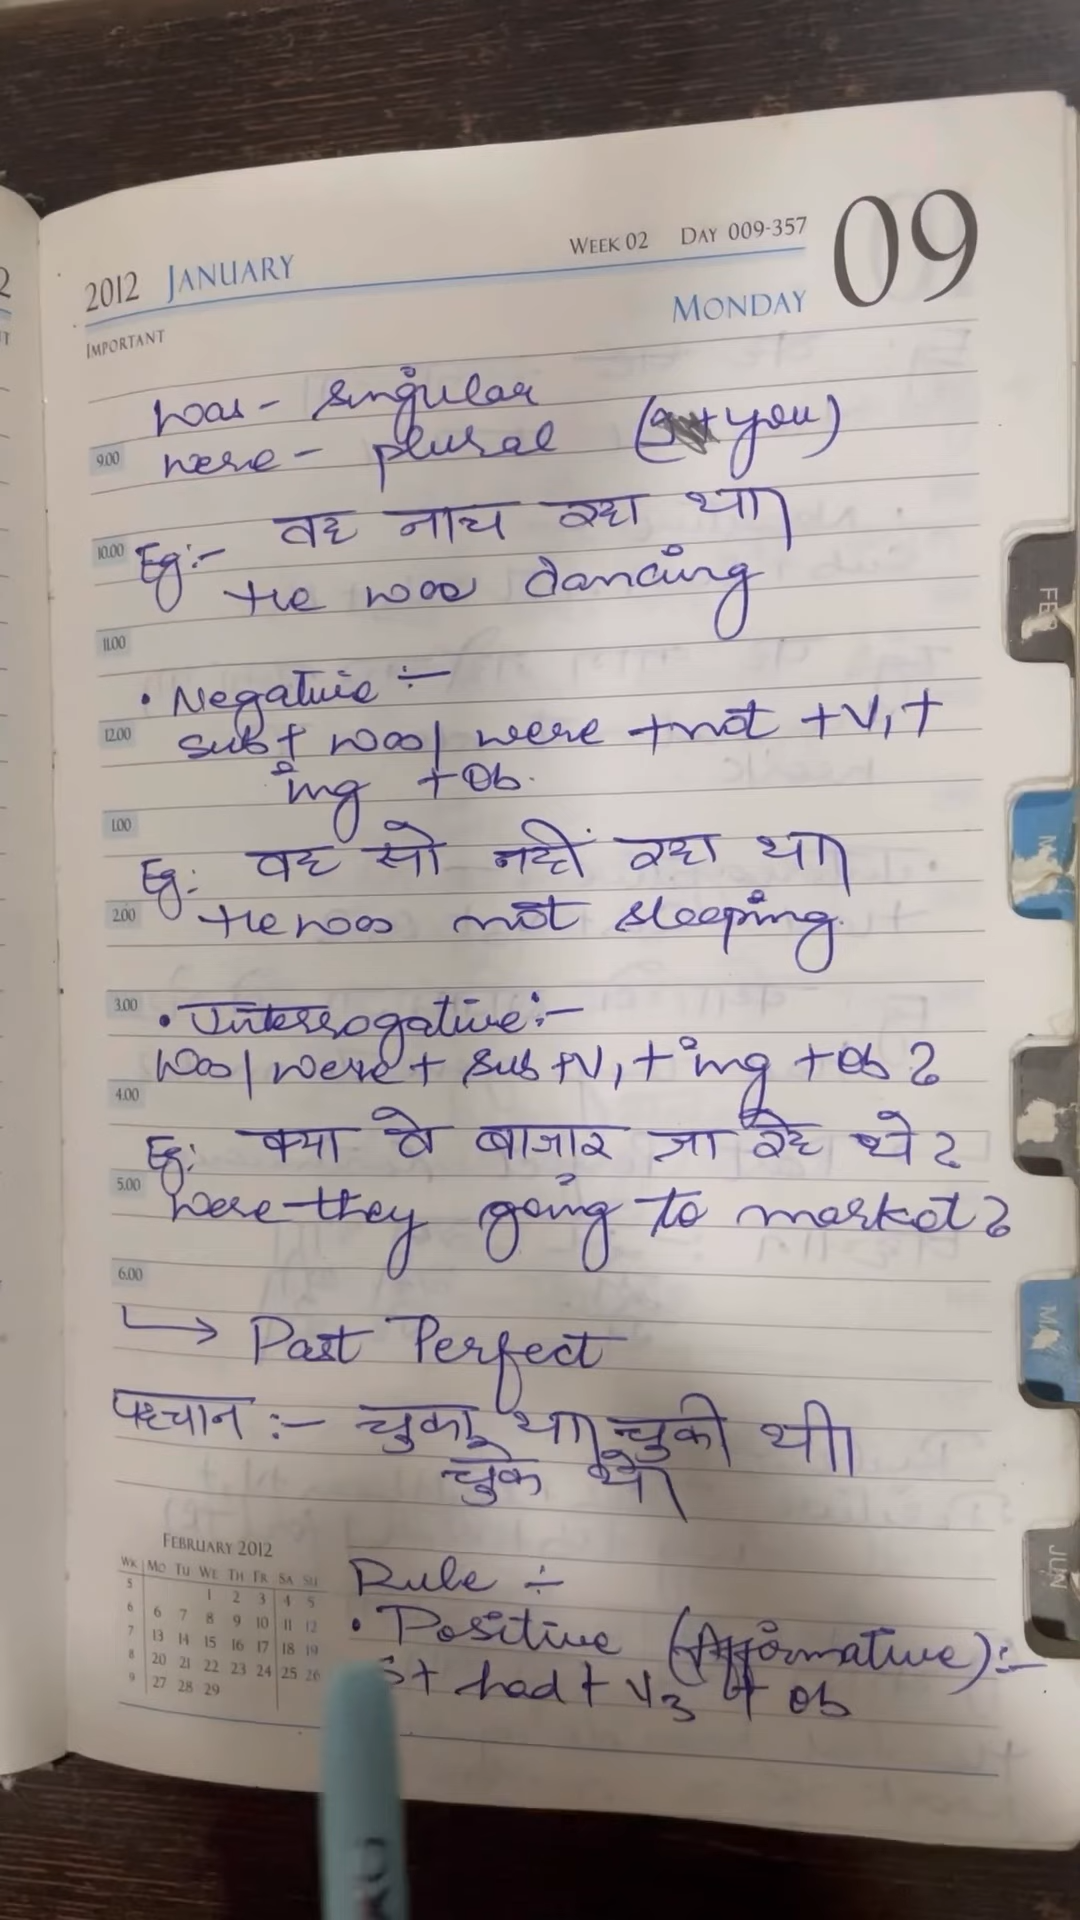 2012 JANUARY
WEEK 02 DAY 009-357
09
MONDAY
IMPORTANT
was - singular
9.00 were - plural ( + you)
वह नाच रहा था।
10.00 Eg:-
He was dancing
11.00
• Negative :-
12.00 sub + was/ were + not + V1 +
ing + Ob.
1.00
Eg: वह सो नहीं रहा था।
2.00 He was not sleeping.
3.00 • Interrogative:-
was/were + sub + V1 + ing + ob ?
4.00
Eg: क्या वे बाजार जा रहे थे ?
5.00 were they going to market?
6.00
→ Past Perfect
पहचान :- चुका था। चुकी थी।
चुके थे।
FEBRUARY 2012
WK MO TU WE TH FR SA SU
5 1 2 3 4 5
6 6 7 8 9 10 11 12
7 13 14 15 16 17 18 19
8 20 21 22 23 24 25 26
9 27 28 29
Rule :-
• Positive (Affirmative):-
S + had + V3 + ob
JUN